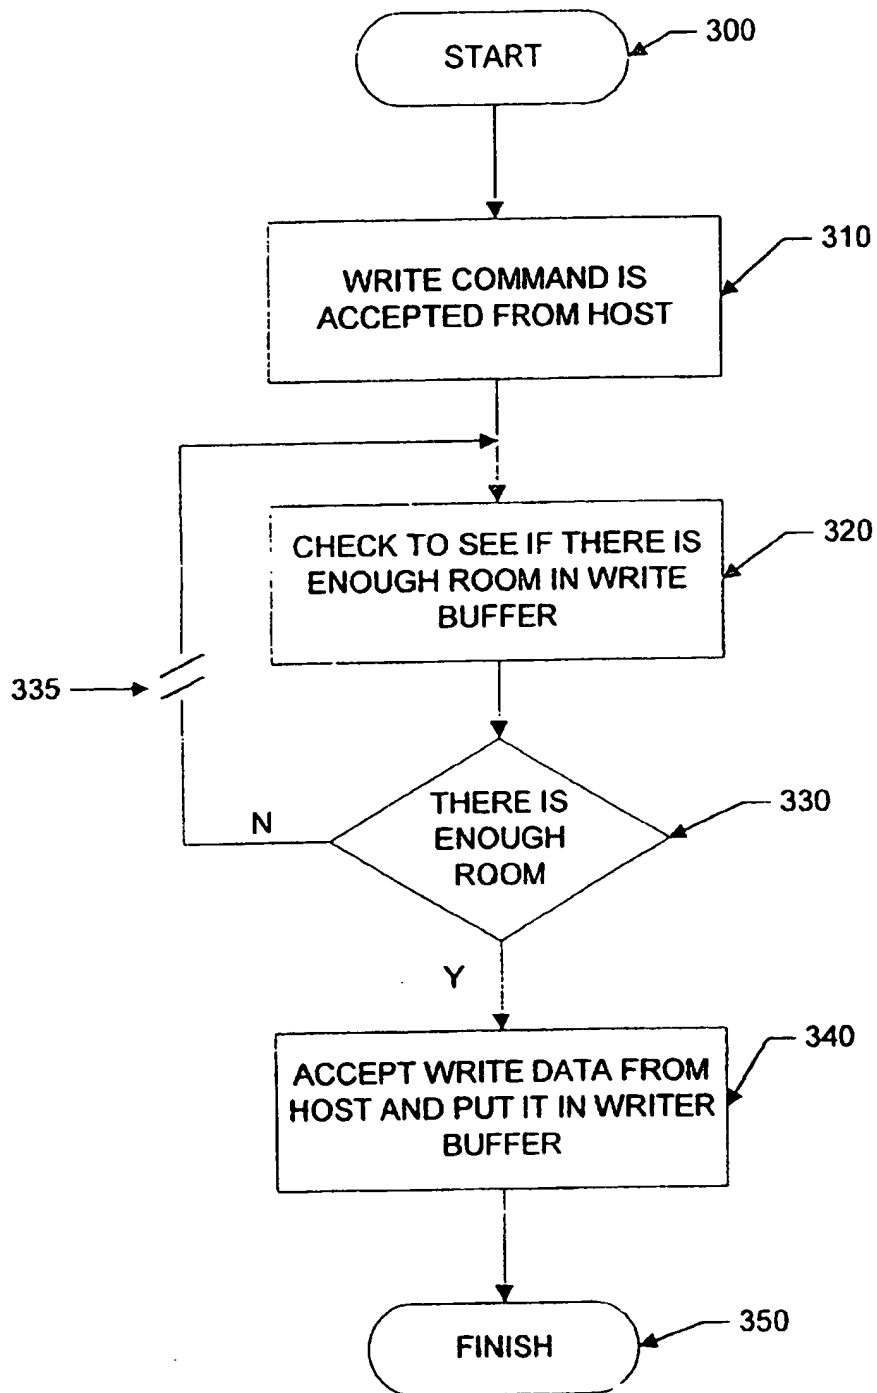 START
300
WRITE COMMAND IS
ACCEPTED FROM HOST
310
CHECK TO SEE IF THERE IS
ENOUGH ROOM IN WRITE
BUFFER
320
335
THERE IS
ENOUGH
ROOM
330
N
Y
ACCEPT WRITE DATA FROM
HOST AND PUT IT IN WRITER
BUFFER
340
FINISH
350